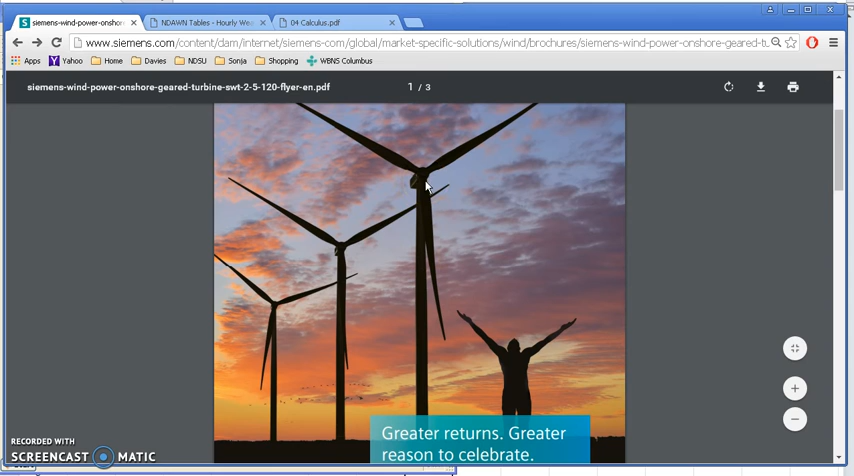 siemens-wind-power-onshore-
NDAWN Tables - Hourly Wea
04 Calculus.pdf
www.siemens.com/content/dam/internet/siemens-com/global/market-specific-solutions/wind/brochures/siemens-wind-power-onshore-geared-t
Apps Yahoo Home Davies NDSU Sonja Shopping WBNS Columbus
siemens-wind-power-onshore-geared-turbine-swt-2-5-120-flyer-en.pdf 1 / 3
Greater returns. Greater
reason to celebrate.
RECORDED WITH
SCREENCAST MATIC